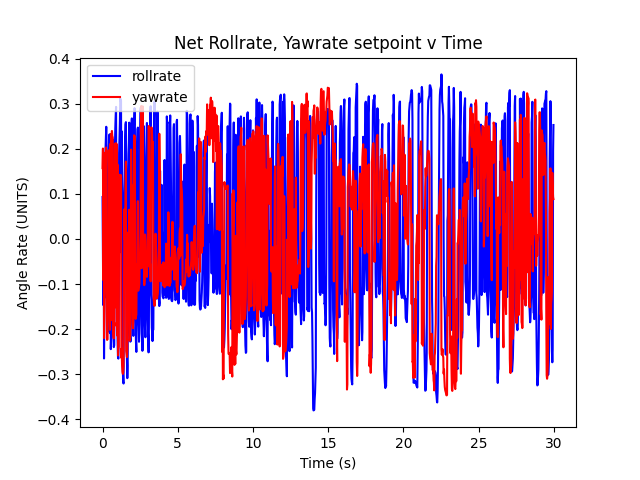 Net Rollrate, Yawrate setpoint v Time
rollrate
yawrate
Angle Rate (UNITS)
0.4
0.3
0.2
0.1
0.0
−0.1
−0.2
−0.3
−0.4
0 5 10 15 20 25 30
Time (s)